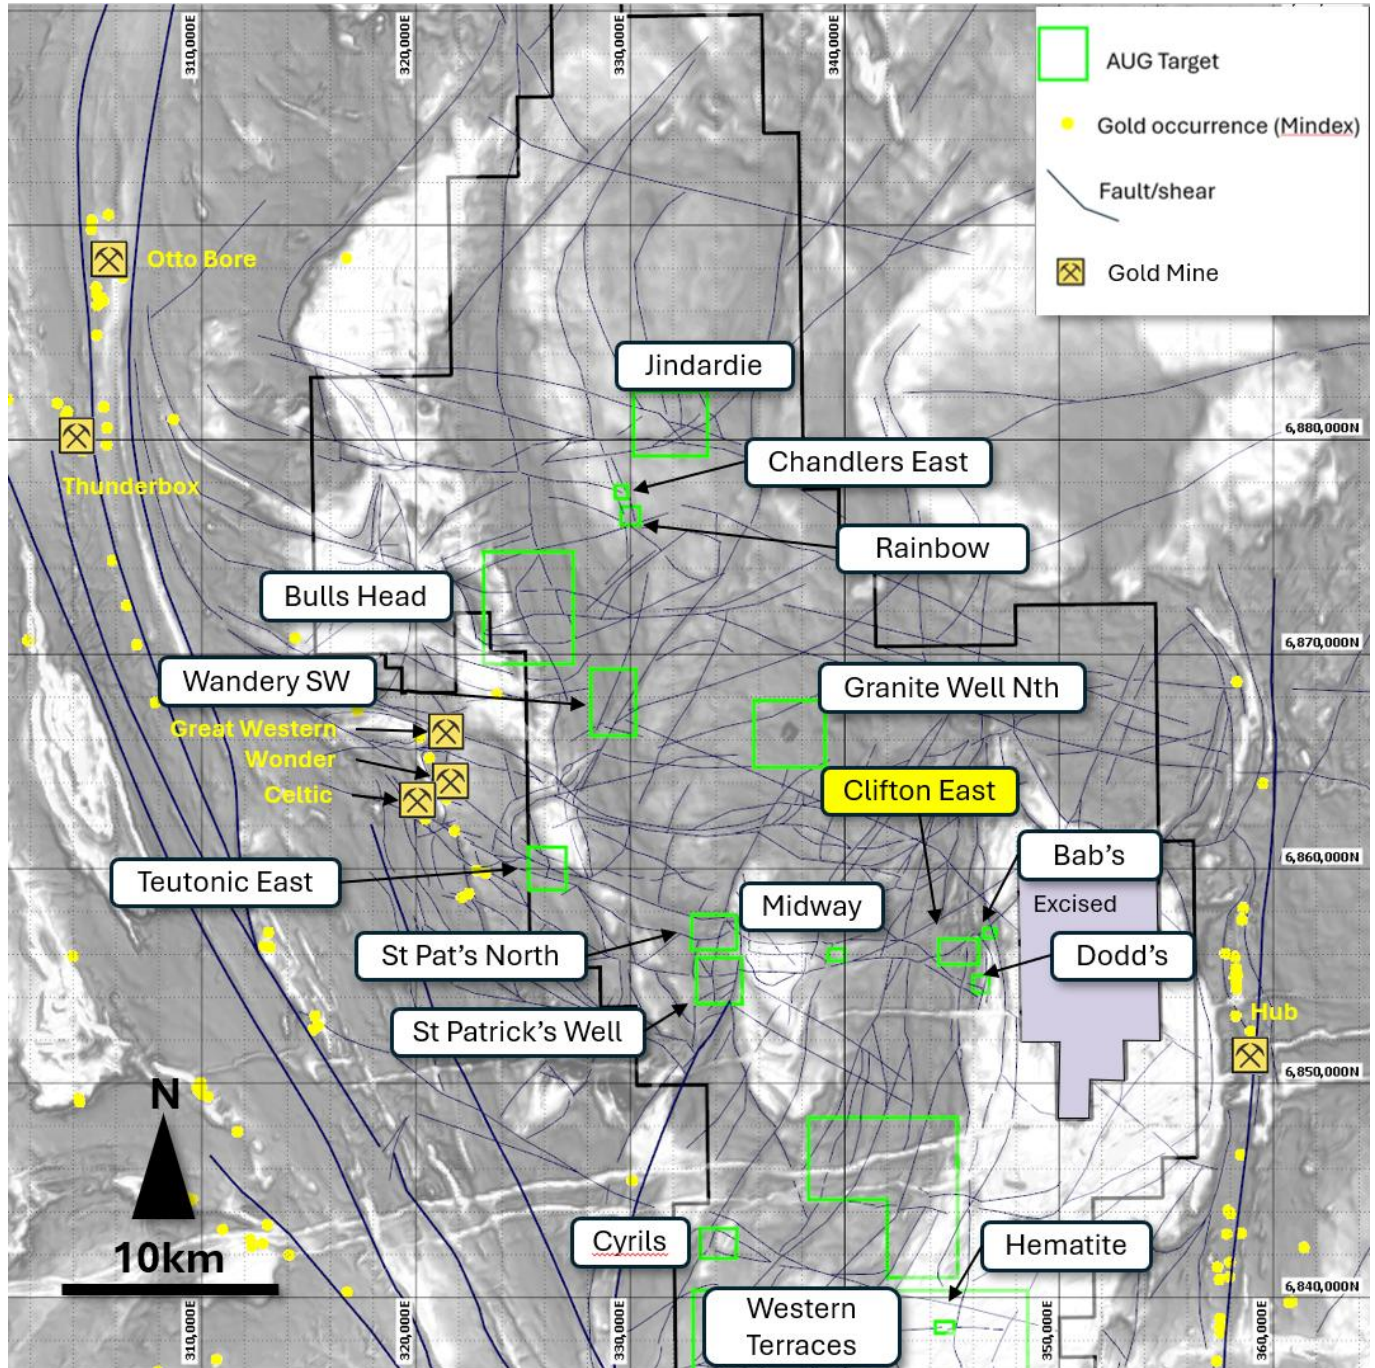 310,000E
320,000E
330,000E
340,000E
AUG Target
Gold occurrence (Mindex)
Fault/shear
Gold Mine
Otto Bore
Jindardie
6,880,000N
Chandlers East
Thunderbox
Rainbow
Bulls Head
6,870,000N
Wandery SW
Granite Well Nth
Great Western
Wonder
Clifton East
Celtic
Bab's
6,860,000N
Teutonic East
Midway
Excised
St Pat's North
Dodd's
Hub
St Patrick's Well
6,850,000N
N
Cyrils
Hematite
10km
6,840,000N
Western
Terraces
310,000E
320,000E
330,000E
350,000E
360,000E